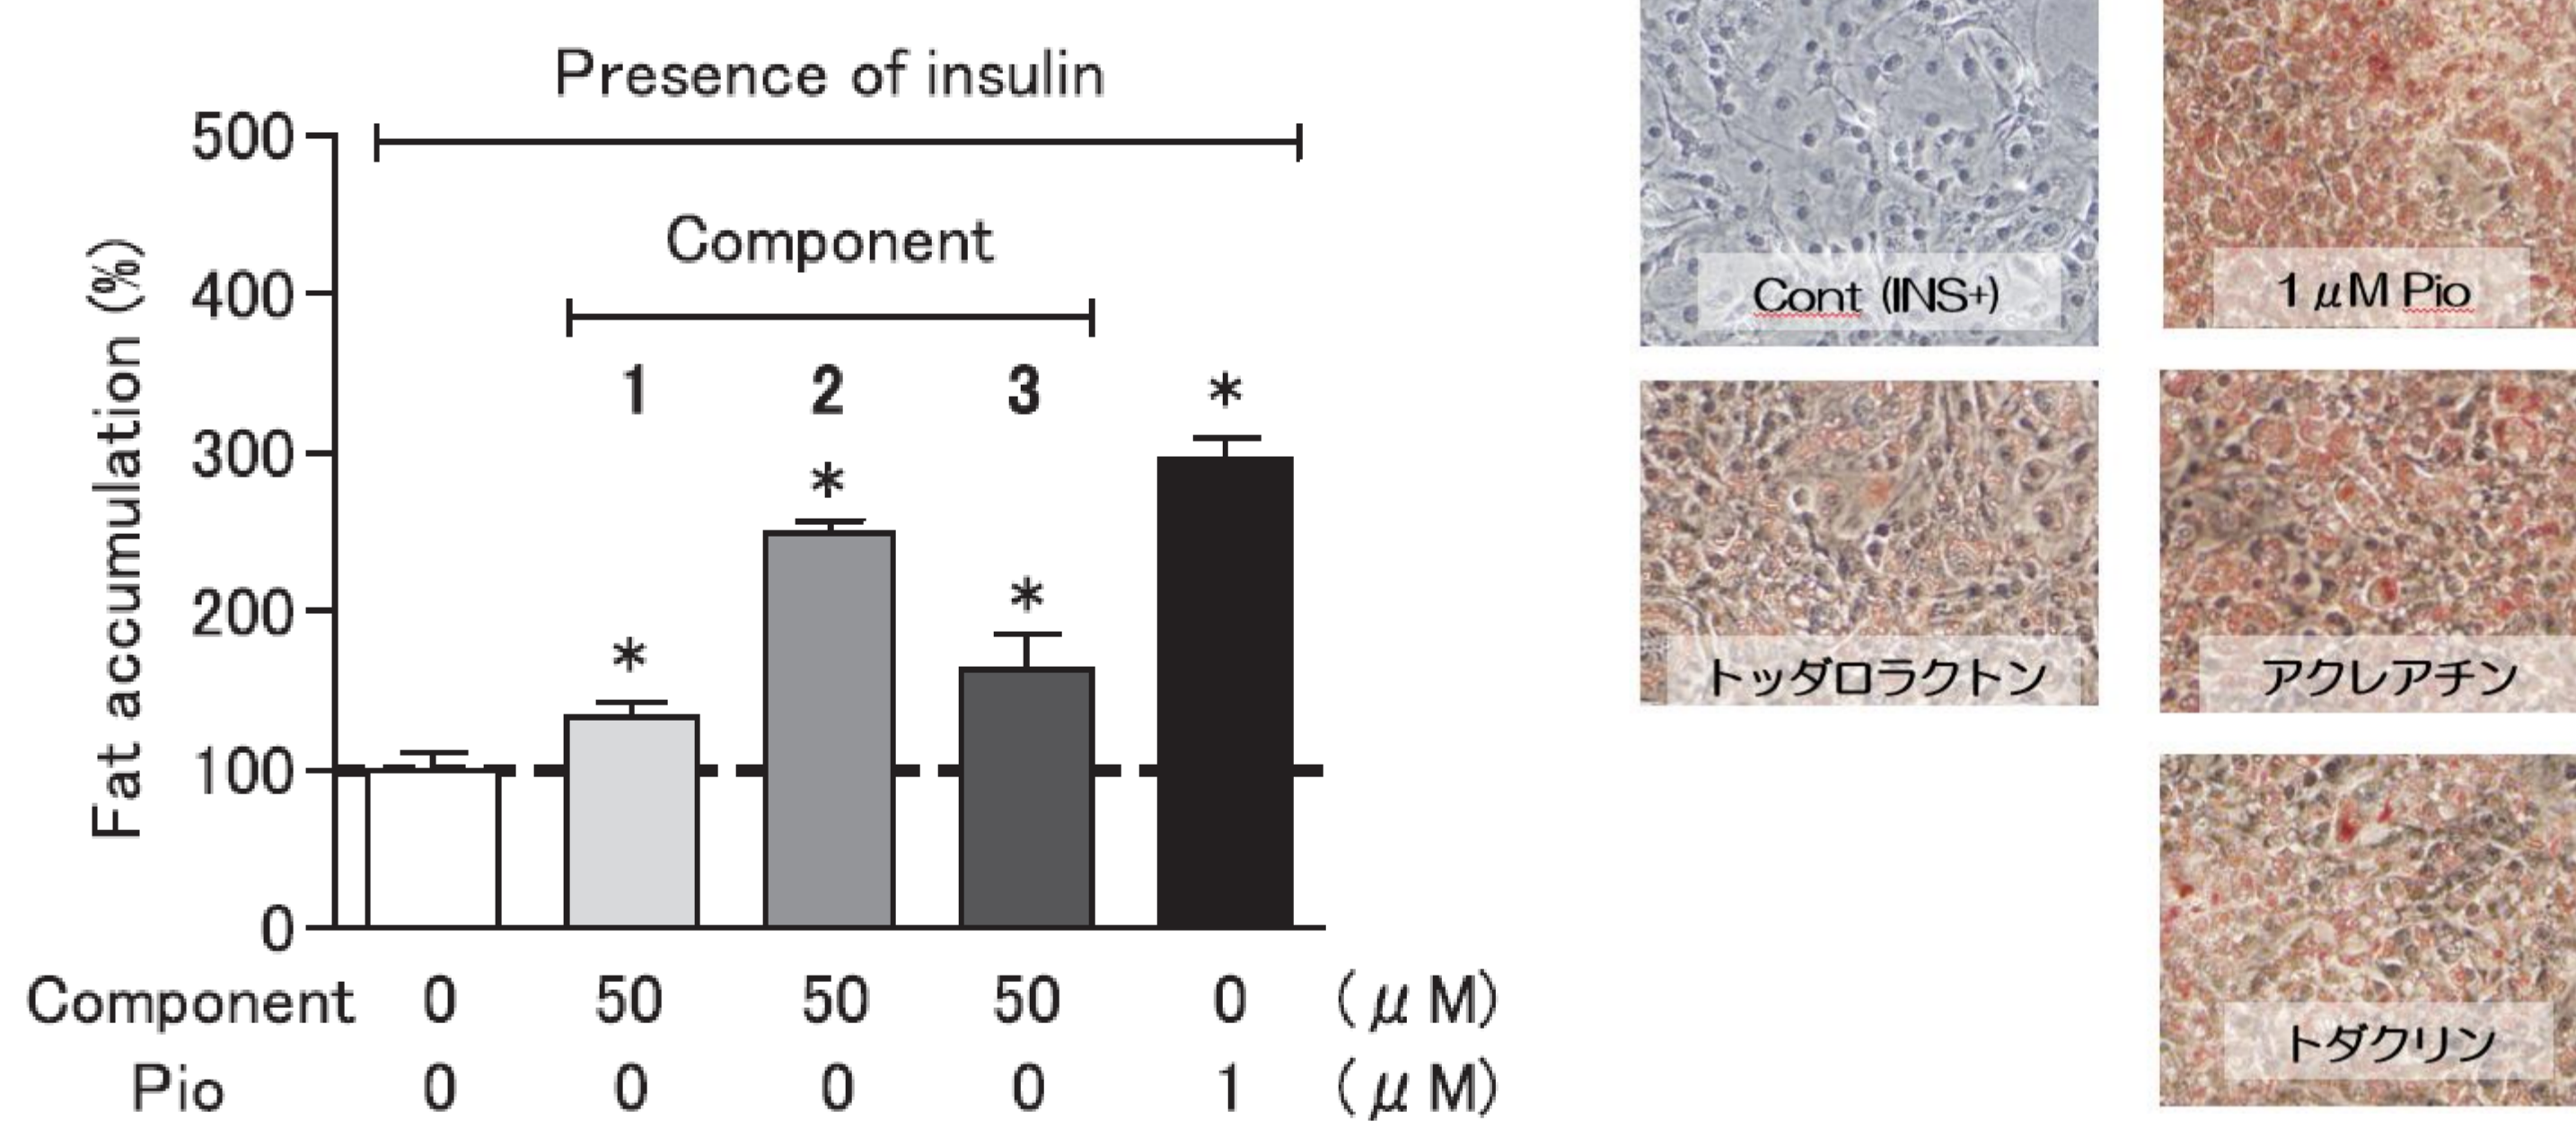 Presence of insulin
500
400
300
200
100
0
Fat accumulation (%)
Component
1 2 3
*
*
*
*
Component 0 50 50 50 0 (μM)
Pio 0 0 0 0 1 (μM)
Cont (INS+)
1μM Pio
トッダロラクトン
アクレアチン
トダクリン